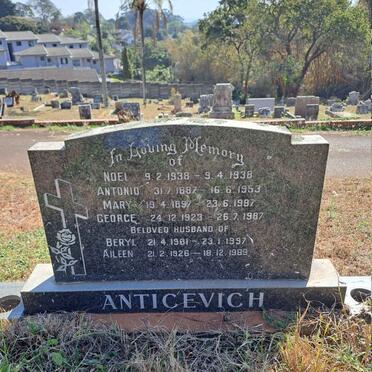 In Loving Memory
of
NOEL 9.2.1938 - 9.4.1938
ANTONIO 31.7.1887 - 16.6.1953
MARY 19.4.1897 - 23.6.1987
GEORGE 24.12.1923 - 26.7.1987
BELOVED HUSBAND OF
BERYL 21.4.1981 - 23.1.1997
AILEEN 21.2.1926 - 18.12.1989
ANTICEVICH